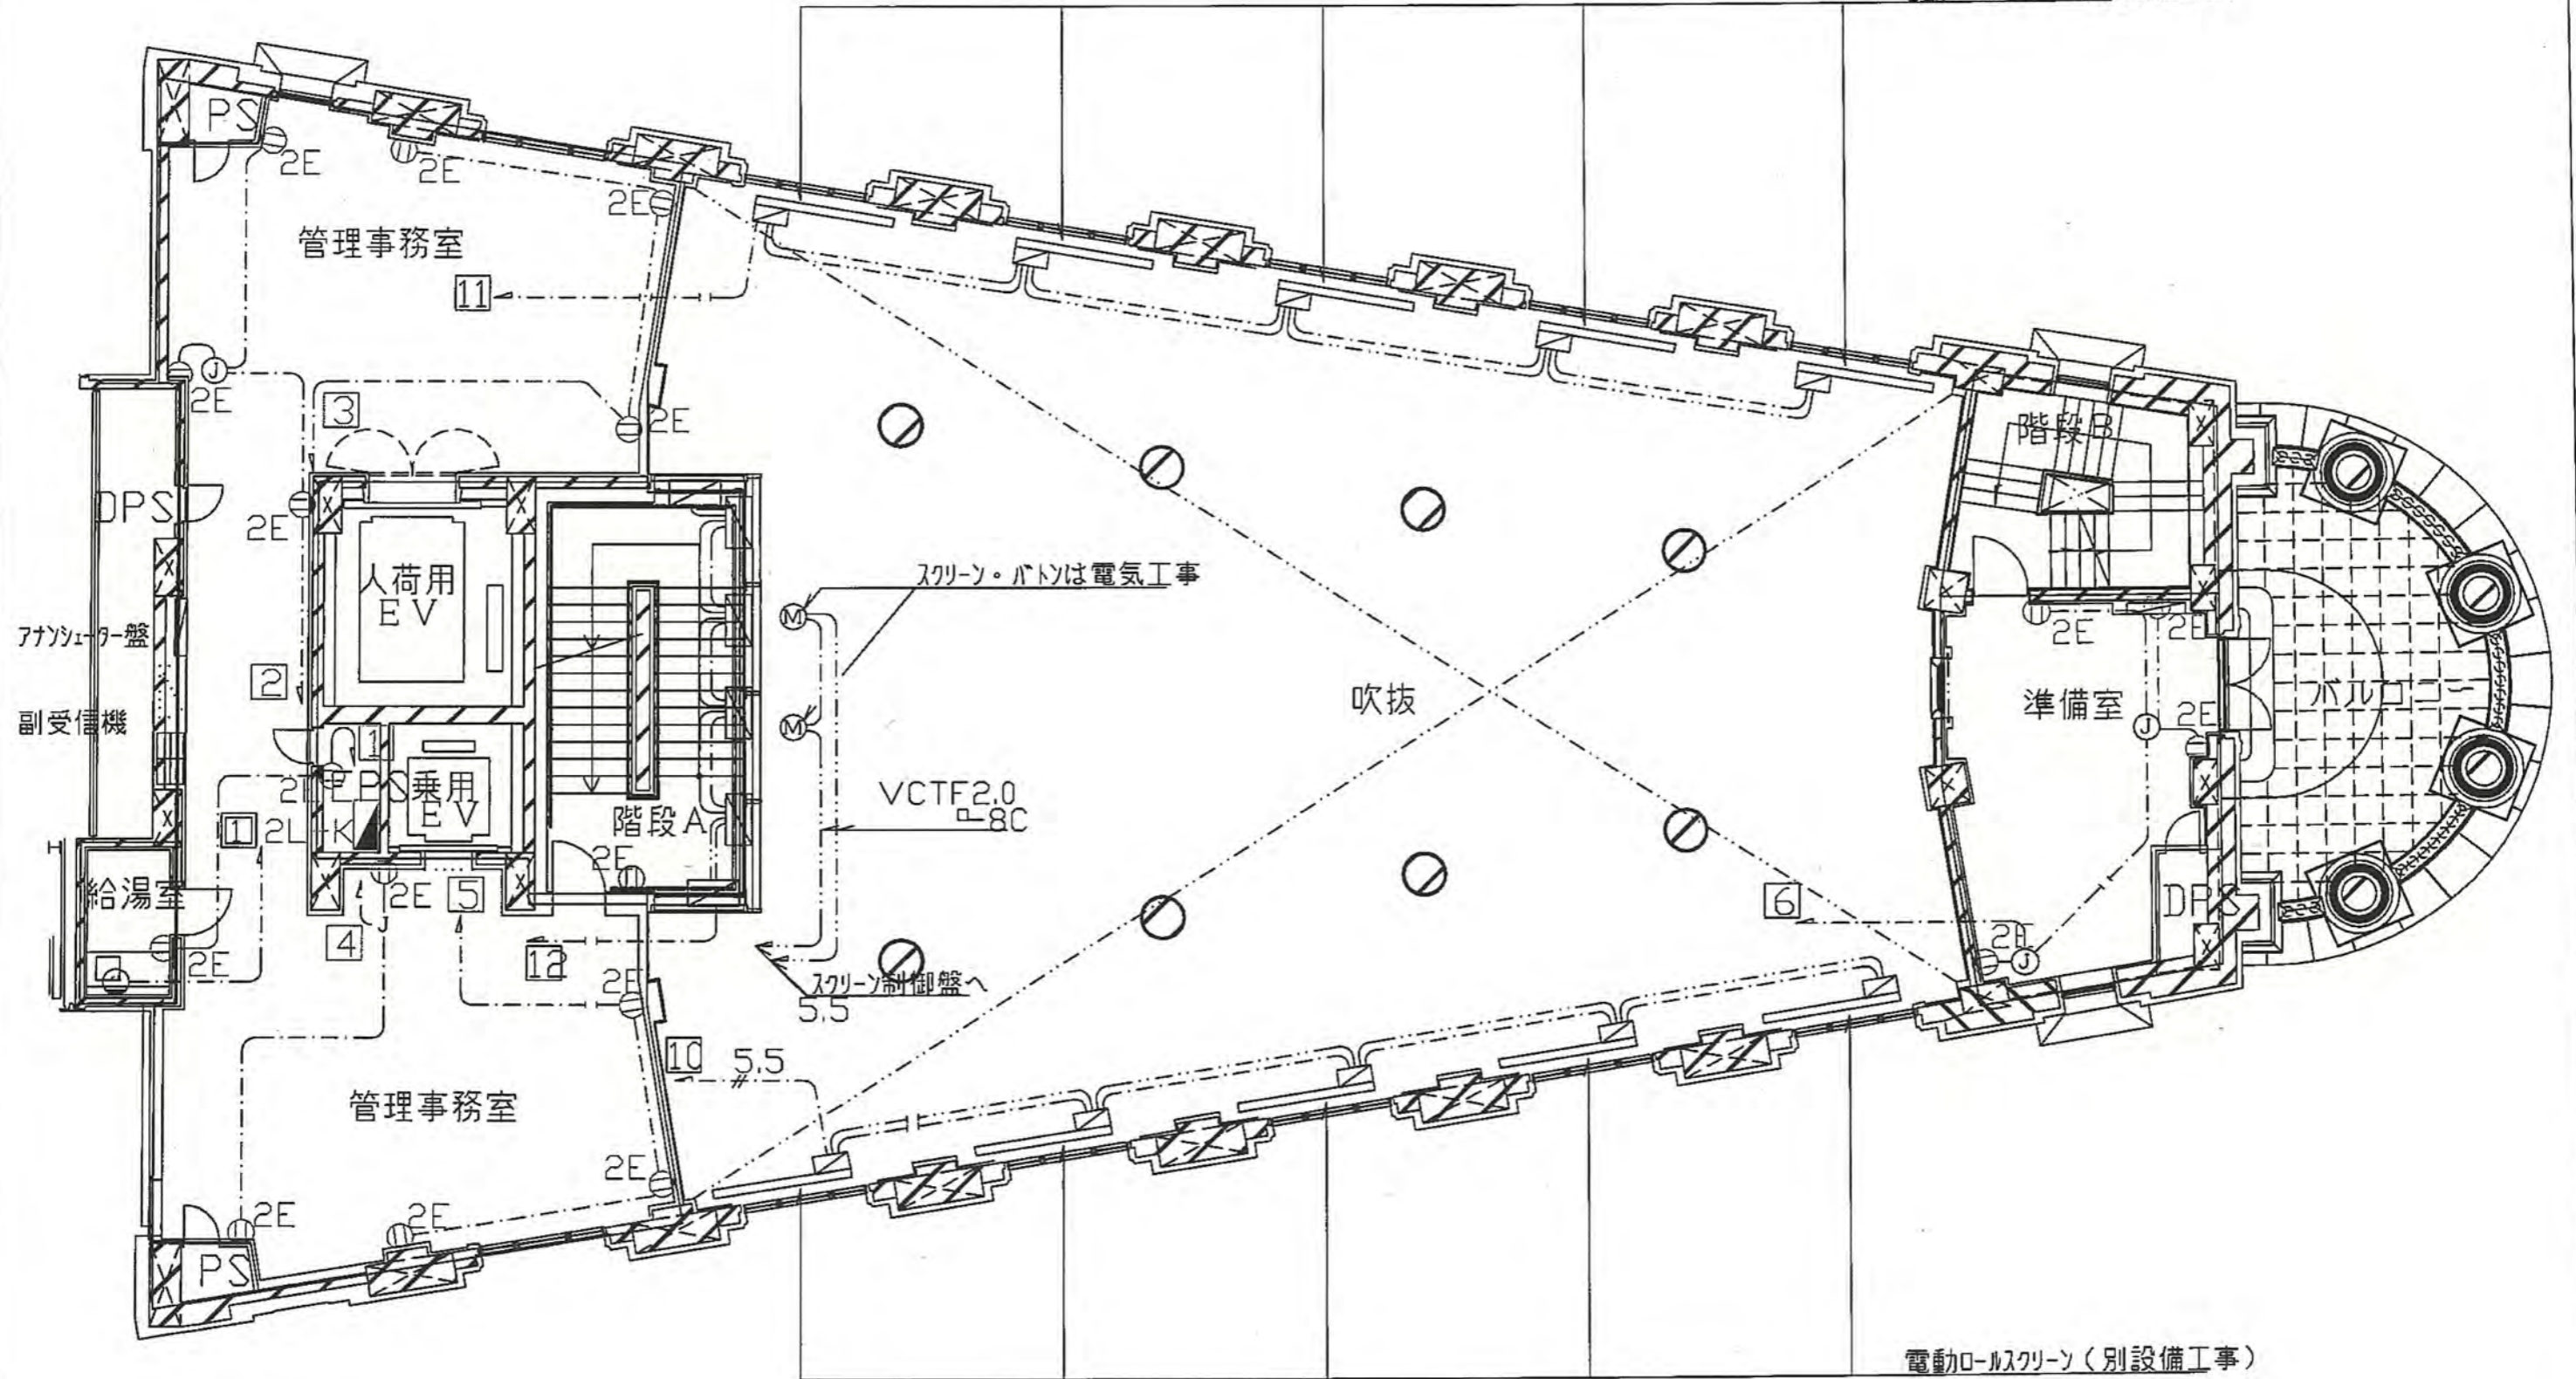 PS
2E
2E
2E
管理事務室
11
2E
J
3
2E
階段B
DPS
2E
人荷用
EV
スクリーン・バトンは電気工事
M
アナンシェーター盤
2E
2E
2
吹抜
準備室
2E
バルコニー
副受信機
M
J
1
EPS
乗用
EV
VCTF2.0
-8C
1
2L-K
階段A
2E
給湯室
2E
5
6
DPS
4
J
12
2E
2E
J
スクリーン制御盤へ
5.5
2E
10
5.5
管理事務室
2E
2E
2E
PS
電動ロールスクリーン(別設備工事)